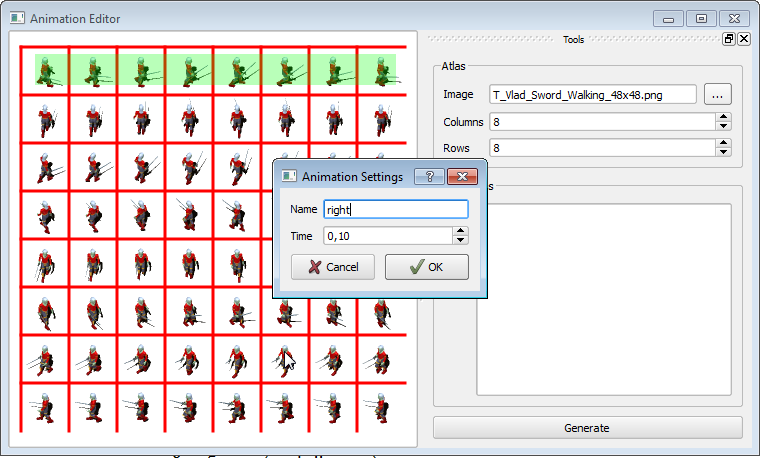 Animation Editor
Tools
Atlas
Image T_Vlad_Sword_Walking_48x48.png ...
Columns 8
Rows 8
Animation Settings ?
Name right
Time 0,10
Cancel OK
Generate